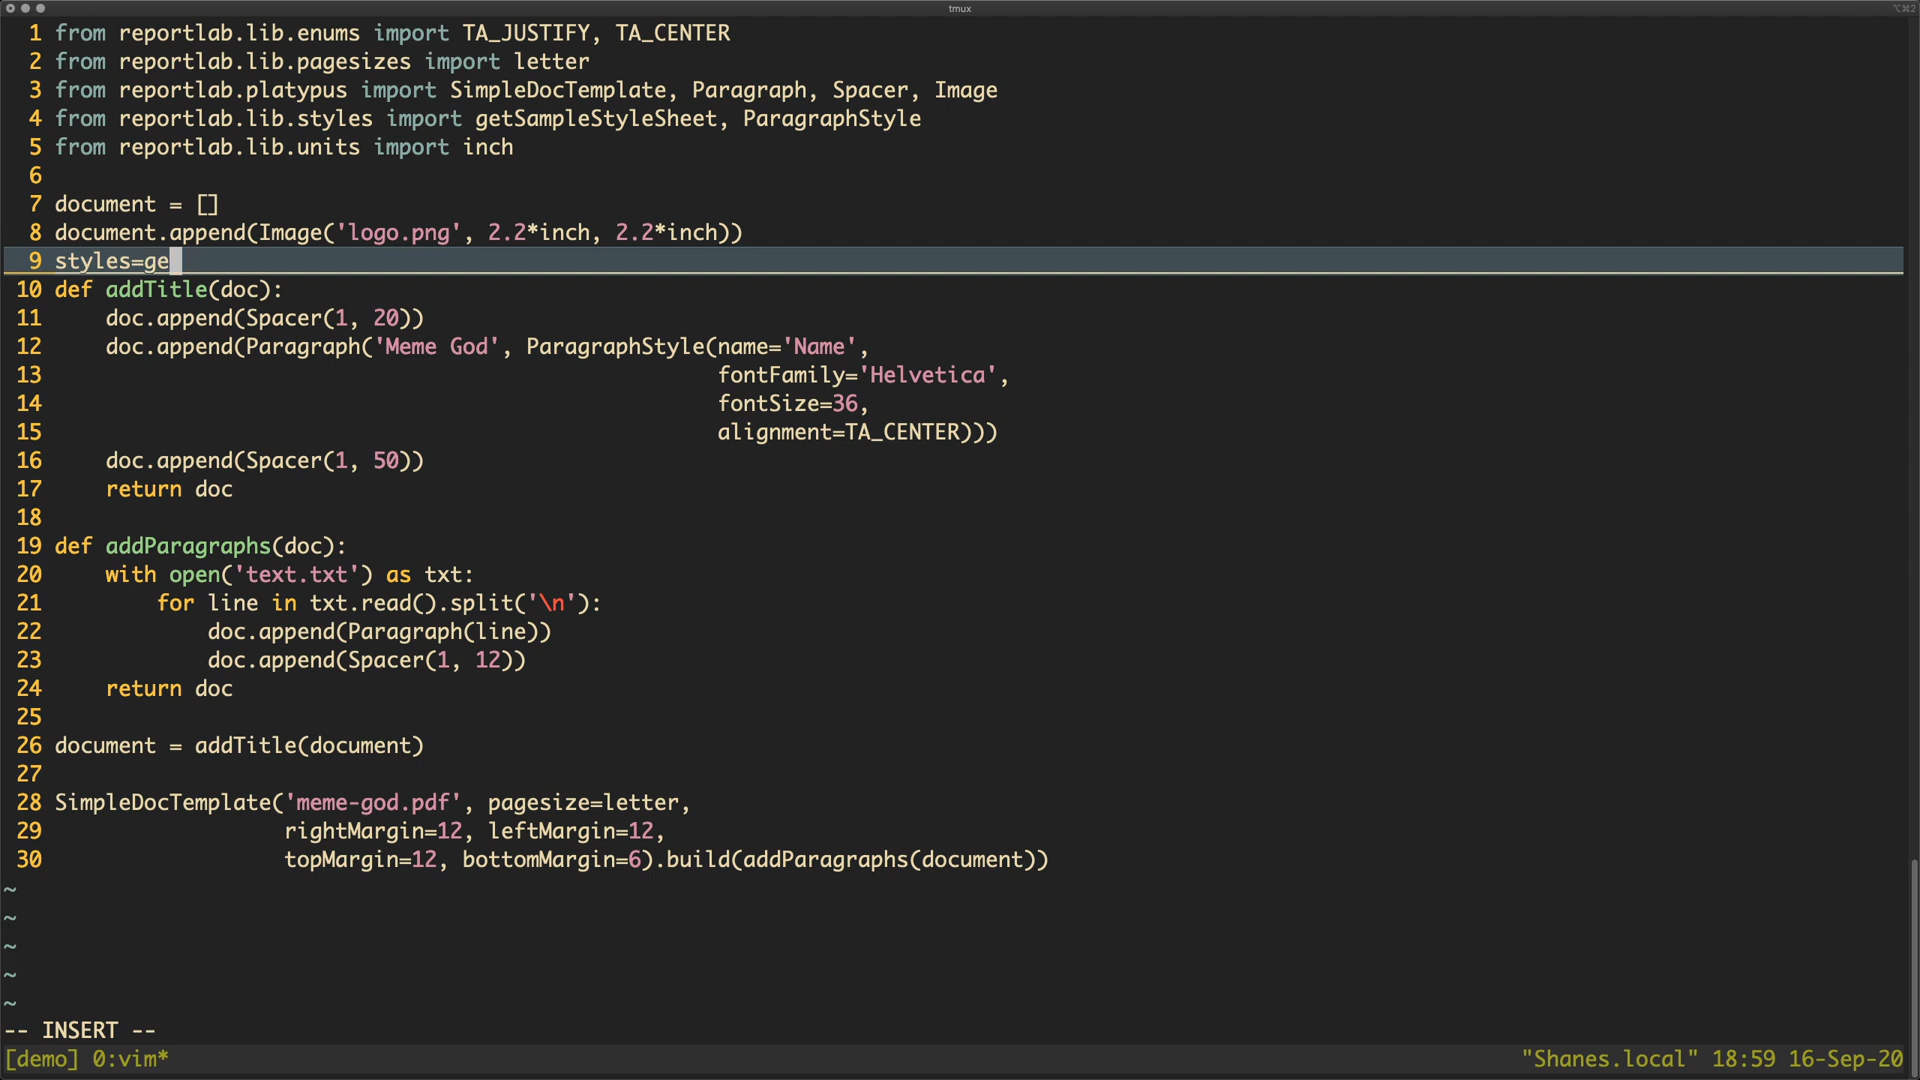 tmux
⌥⌘2
1 from reportlab.lib.enums import TA_JUSTIFY, TA_CENTER
2 from reportlab.lib.pagesizes import letter
3 from reportlab.platypus import SimpleDocTemplate, Paragraph, Spacer, Image
4 from reportlab.lib.styles import getSampleStyleSheet, ParagraphStyle
5 from reportlab.lib.units import inch
6
7 document = []
8 document.append(Image('logo.png', 2.2*inch, 2.2*inch))
9 styles=ge
10 def addTitle(doc):
11     doc.append(Spacer(1, 20))
12     doc.append(Paragraph('Meme God', ParagraphStyle(name='Name',
13                                                     fontFamily='Helvetica',
14                                                     fontSize=36,
15                                                     alignment=TA_CENTER)))
16     doc.append(Spacer(1, 50))
17     return doc
18
19 def addParagraphs(doc):
20     with open('text.txt') as txt:
21         for line in txt.read().split('\n'):
22             doc.append(Paragraph(line))
23             doc.append(Spacer(1, 12))
24     return doc
25
26 document = addTitle(document)
27
28 SimpleDocTemplate('meme-god.pdf', pagesize=letter,
29                   rightMargin=12, leftMargin=12,
30                   topMargin=12, bottomMargin=6).build(addParagraphs(document))
~
~
~
~
~
-- INSERT --
[demo] 0:vim* "Shanes.local" 18:59 16-Sep-20